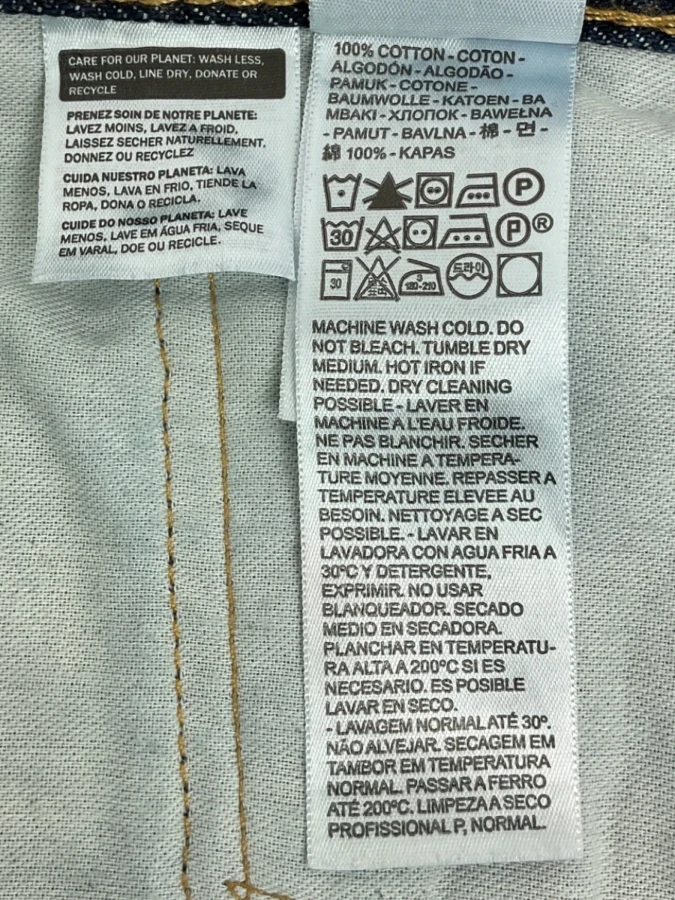 CARE FOR OUR PLANET: WASH LESS,
WASH COLD, LINE DRY, DONATE OR
RECYCLE
PRENEZ SOIN DE NOTRE PLANETE:
LAVEZ MOINS, LAVEZ A FROID,
LAISSEZ SECHER NATURELLEMENT.
DONNEZ OU RECYCLEZ
CUIDA NUESTRO PLANETA: LAVA
MENOS, LAVA EN FRIO, TIENDE LA
ROPA, DONA O RECICLA.
CUIDE DO NOSSO PLANETA: LAVE
MENOS, LAVE EM ÁGUA FRIA, SEQUE
EM VARAL, DOE OU RECICLE.
100% COTTON - COTON -
ALGODÓN - ALGODÃO -
PAMUK - COTONE -
BAUMWOLLE - KATOEN - BA
MBAKI - ХЛОПОК - BAWEŁNA
- PAMUT - BAVLNA - 棉 - 면 -
綿 100% - KAPAS
P
30 P®
30 180-210 드라이
MACHINE WASH COLD. DO
NOT BLEACH. TUMBLE DRY
MEDIUM. HOT IRON IF
NEEDED. DRY CLEANING
POSSIBLE - LAVER EN
MACHINE A L'EAU FROIDE.
NE PAS BLANCHIR. SECHER
EN MACHINE A TEMPERA-
TURE MOYENNE. REPASSER A
TEMPERATURE ELEVEE AU
BESOIN. NETTOYAGE A SEC
POSSIBLE. - LAVAR EN
LAVADORA CON AGUA FRIA A
30ºC Y DETERGENTE,
EXPRIMIR. NO USAR
BLANQUEADOR. SECADO
MEDIO EN SECADORA.
PLANCHAR EN TEMPERATU-
RA ALTA A 200ºC SI ES
NECESARIO. ES POSIBLE
LAVAR EN SECO.
- LAVAGEM NORMAL ATÉ 30º.
NÃO ALVEJAR. SECAGEM EM
TAMBOR EM TEMPERATURA
NORMAL. PASSAR A FERRO
ATÉ 200ºC. LIMPEZA A SECO
PROFISSIONAL P, NORMAL.